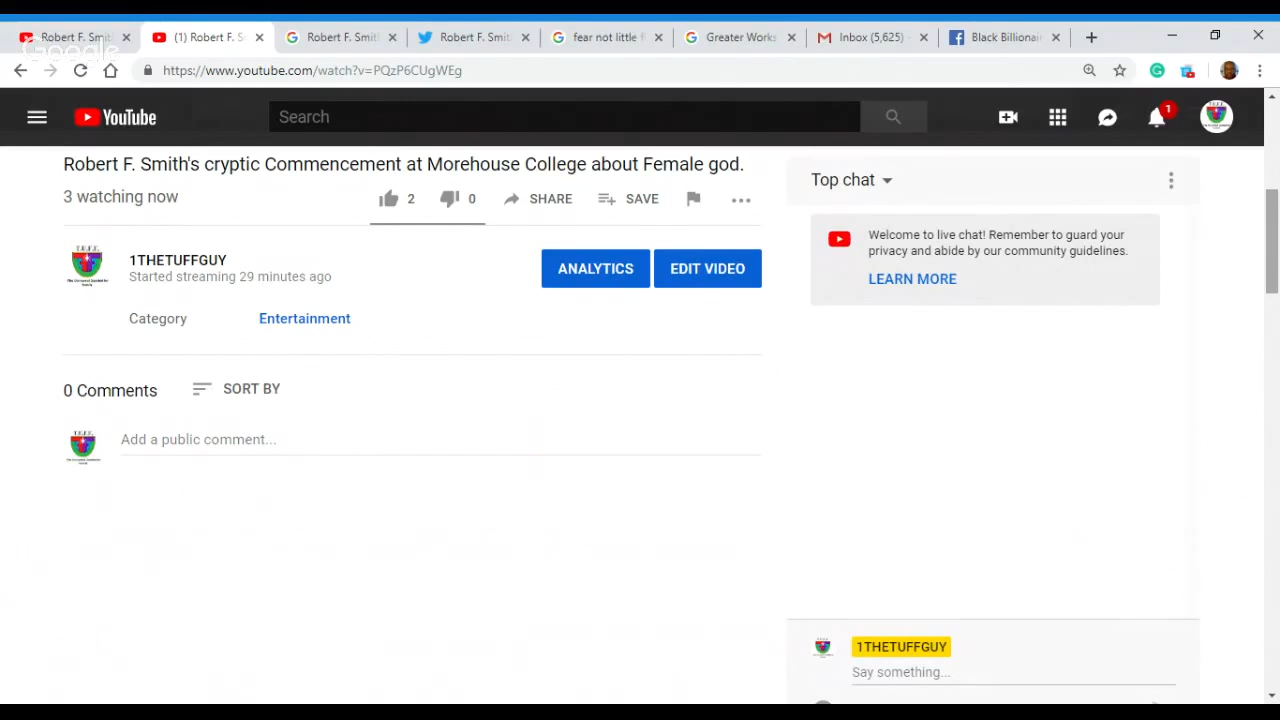 Robert F. Smit
(1) Robert F. S
Robert F. Smit
Robert F. Smit
fear not little f
Greater Works
Inbox (5,625)
Black Billionai
Google
https://www.youtube.com/watch?v=PQzP6CUgWEg
YouTube
Search
1
Robert F. Smith's cryptic Commencement at Morehouse College about Female god.
3 watching now
2
0
SHARE
SAVE
1THETUFFGUY
Started streaming 29 minutes ago
ANALYTICS
EDIT VIDEO
Category
Entertainment
0 Comments
SORT BY
Add a public comment...
Top chat
Welcome to live chat! Remember to guard your
privacy and abide by our community guidelines.
LEARN MORE
1THETUFFGUY
Say something...